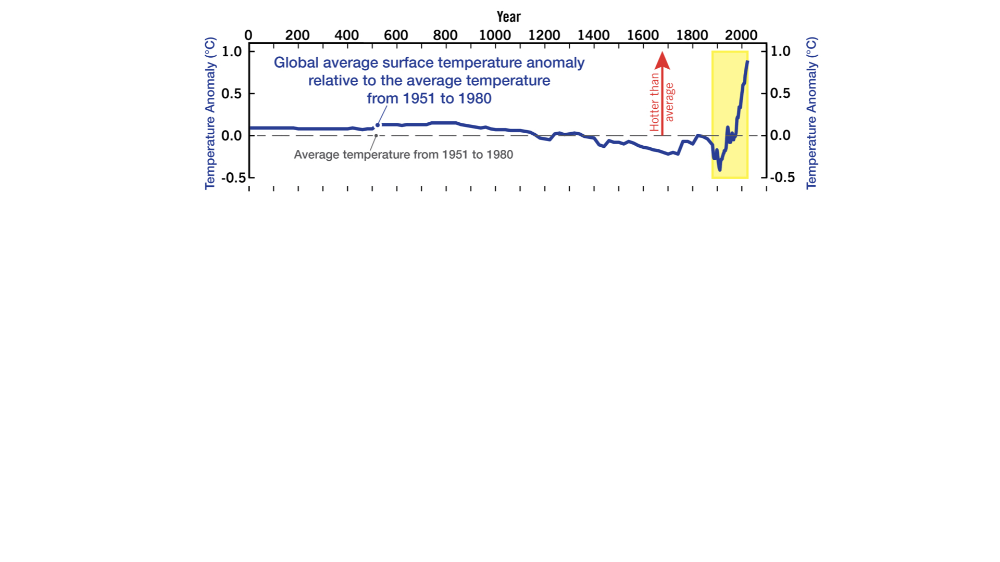 Year
0 200 400 600 800 1000 1200 1400 1600 1800 2000
Temperature Anomaly (°C)
1.0
0.5
0.0
-0.5
Global average surface temperature anomaly
relative to the average temperature
from 1951 to 1980
Average temperature from 1951 to 1980
Hotter than
average
1.0
0.5
0.0
-0.5
Temperature Anomaly (°C)